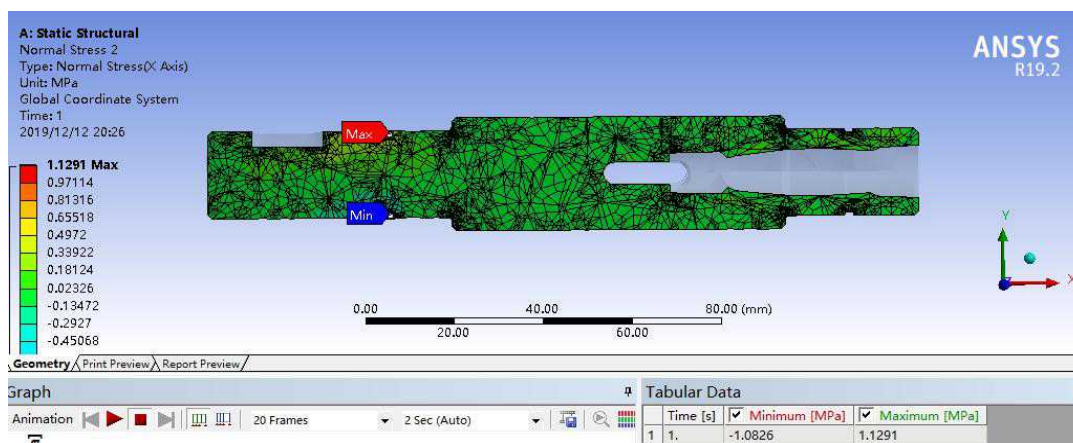 A: Static Structural
Normal Stress 2
Type: Normal Stress(X Axis)
Unit: MPa
Global Coordinate System
Time: 1
2019/12/12 20:26
ANSYS
R19.2
1.1291 Max
0.97114
0.81316
0.65518
0.4972
0.33922
0.18124
0.02326
-0.13472
-0.2927
-0.45068
Max
Min
Y
X
0.00 40.00 80.00 (mm)
20.00 60.00
Geometry Print Preview Report Preview
Graph
Animation 20 Frames 2 Sec (Auto)
Tabular Data
Time [s] Minimum [MPa] Maximum [MPa]
1 1. -1.0826 1.1291